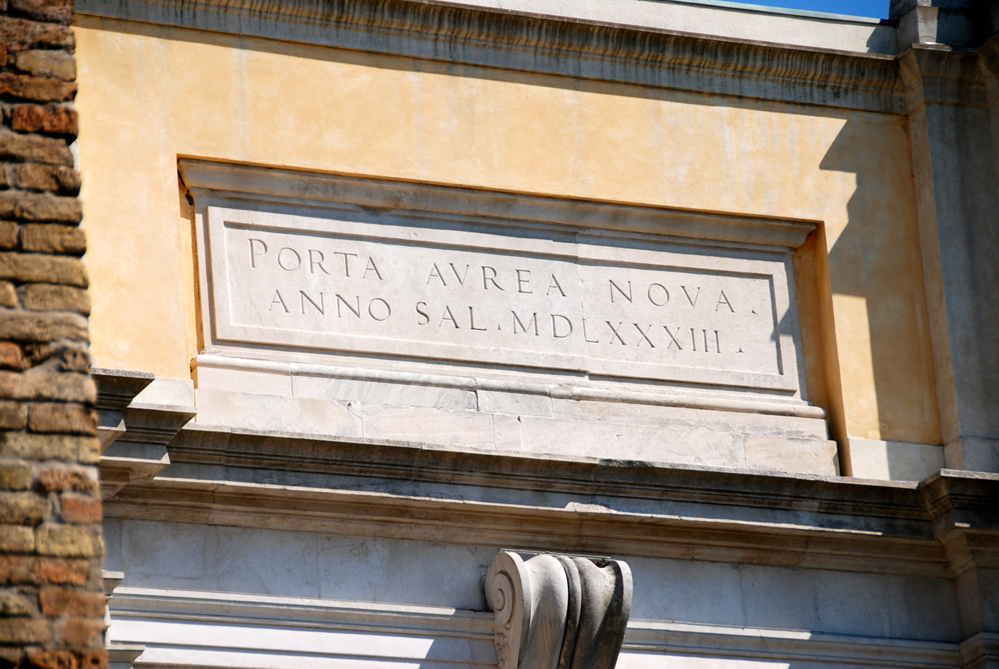 PORTA AVREA NOVA.
ANNO SAL.MDLXXXIII.